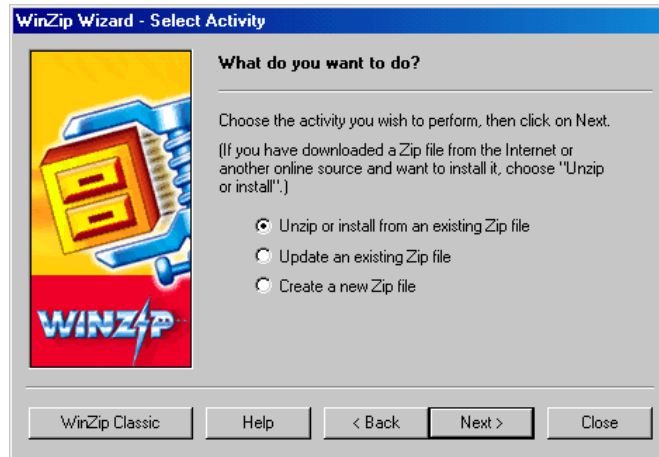 WinZip Wizard - Select Activity
What do you want to do?
Choose the activity you wish to perform, then click on Next.
(If you have downloaded a Zip file from the Internet or
another online source and want to install it, choose "Unzip
or install".)
Unzip or install from an existing Zip file
Update an existing Zip file
Create a new Zip file
WINZIP
WinZip Classic
Help
< Back
Next >
Close